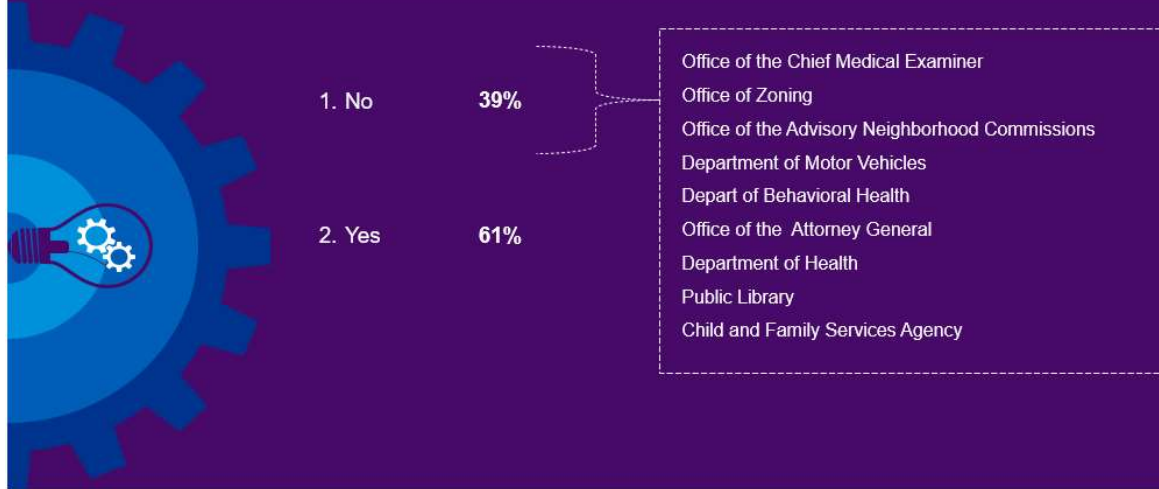 1. No 39%
2. Yes 61%
Office of the Chief Medical Examiner
Office of Zoning
Office of the Advisory Neighborhood Commissions
Department of Motor Vehicles
Depart of Behavioral Health
Office of the  Attorney General
Department of Health
Public Library
Child and Family Services Agency